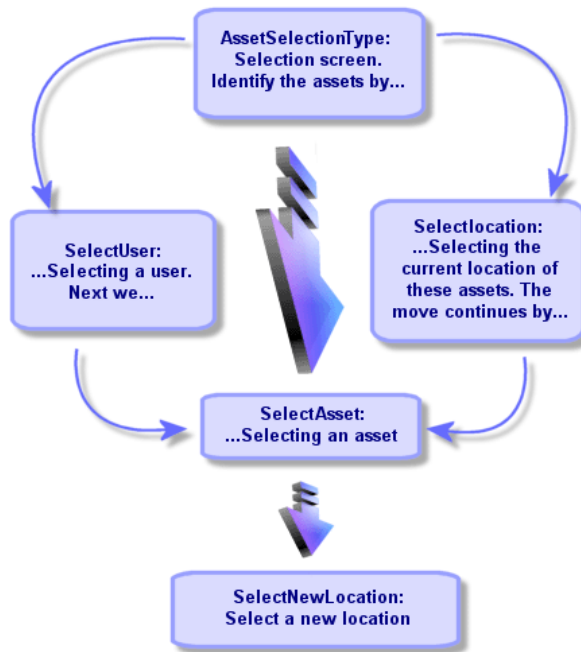 AssetSelectionType:
Selection screen.
Identify the assets by...
SelectUser:
...Selecting a user.
Next we...
Selectlocation:
...Selecting the
current location of
these assets. The
move continues by...
SelectAsset:
...Selecting an asset
SelectNewLocation:
Select a new location